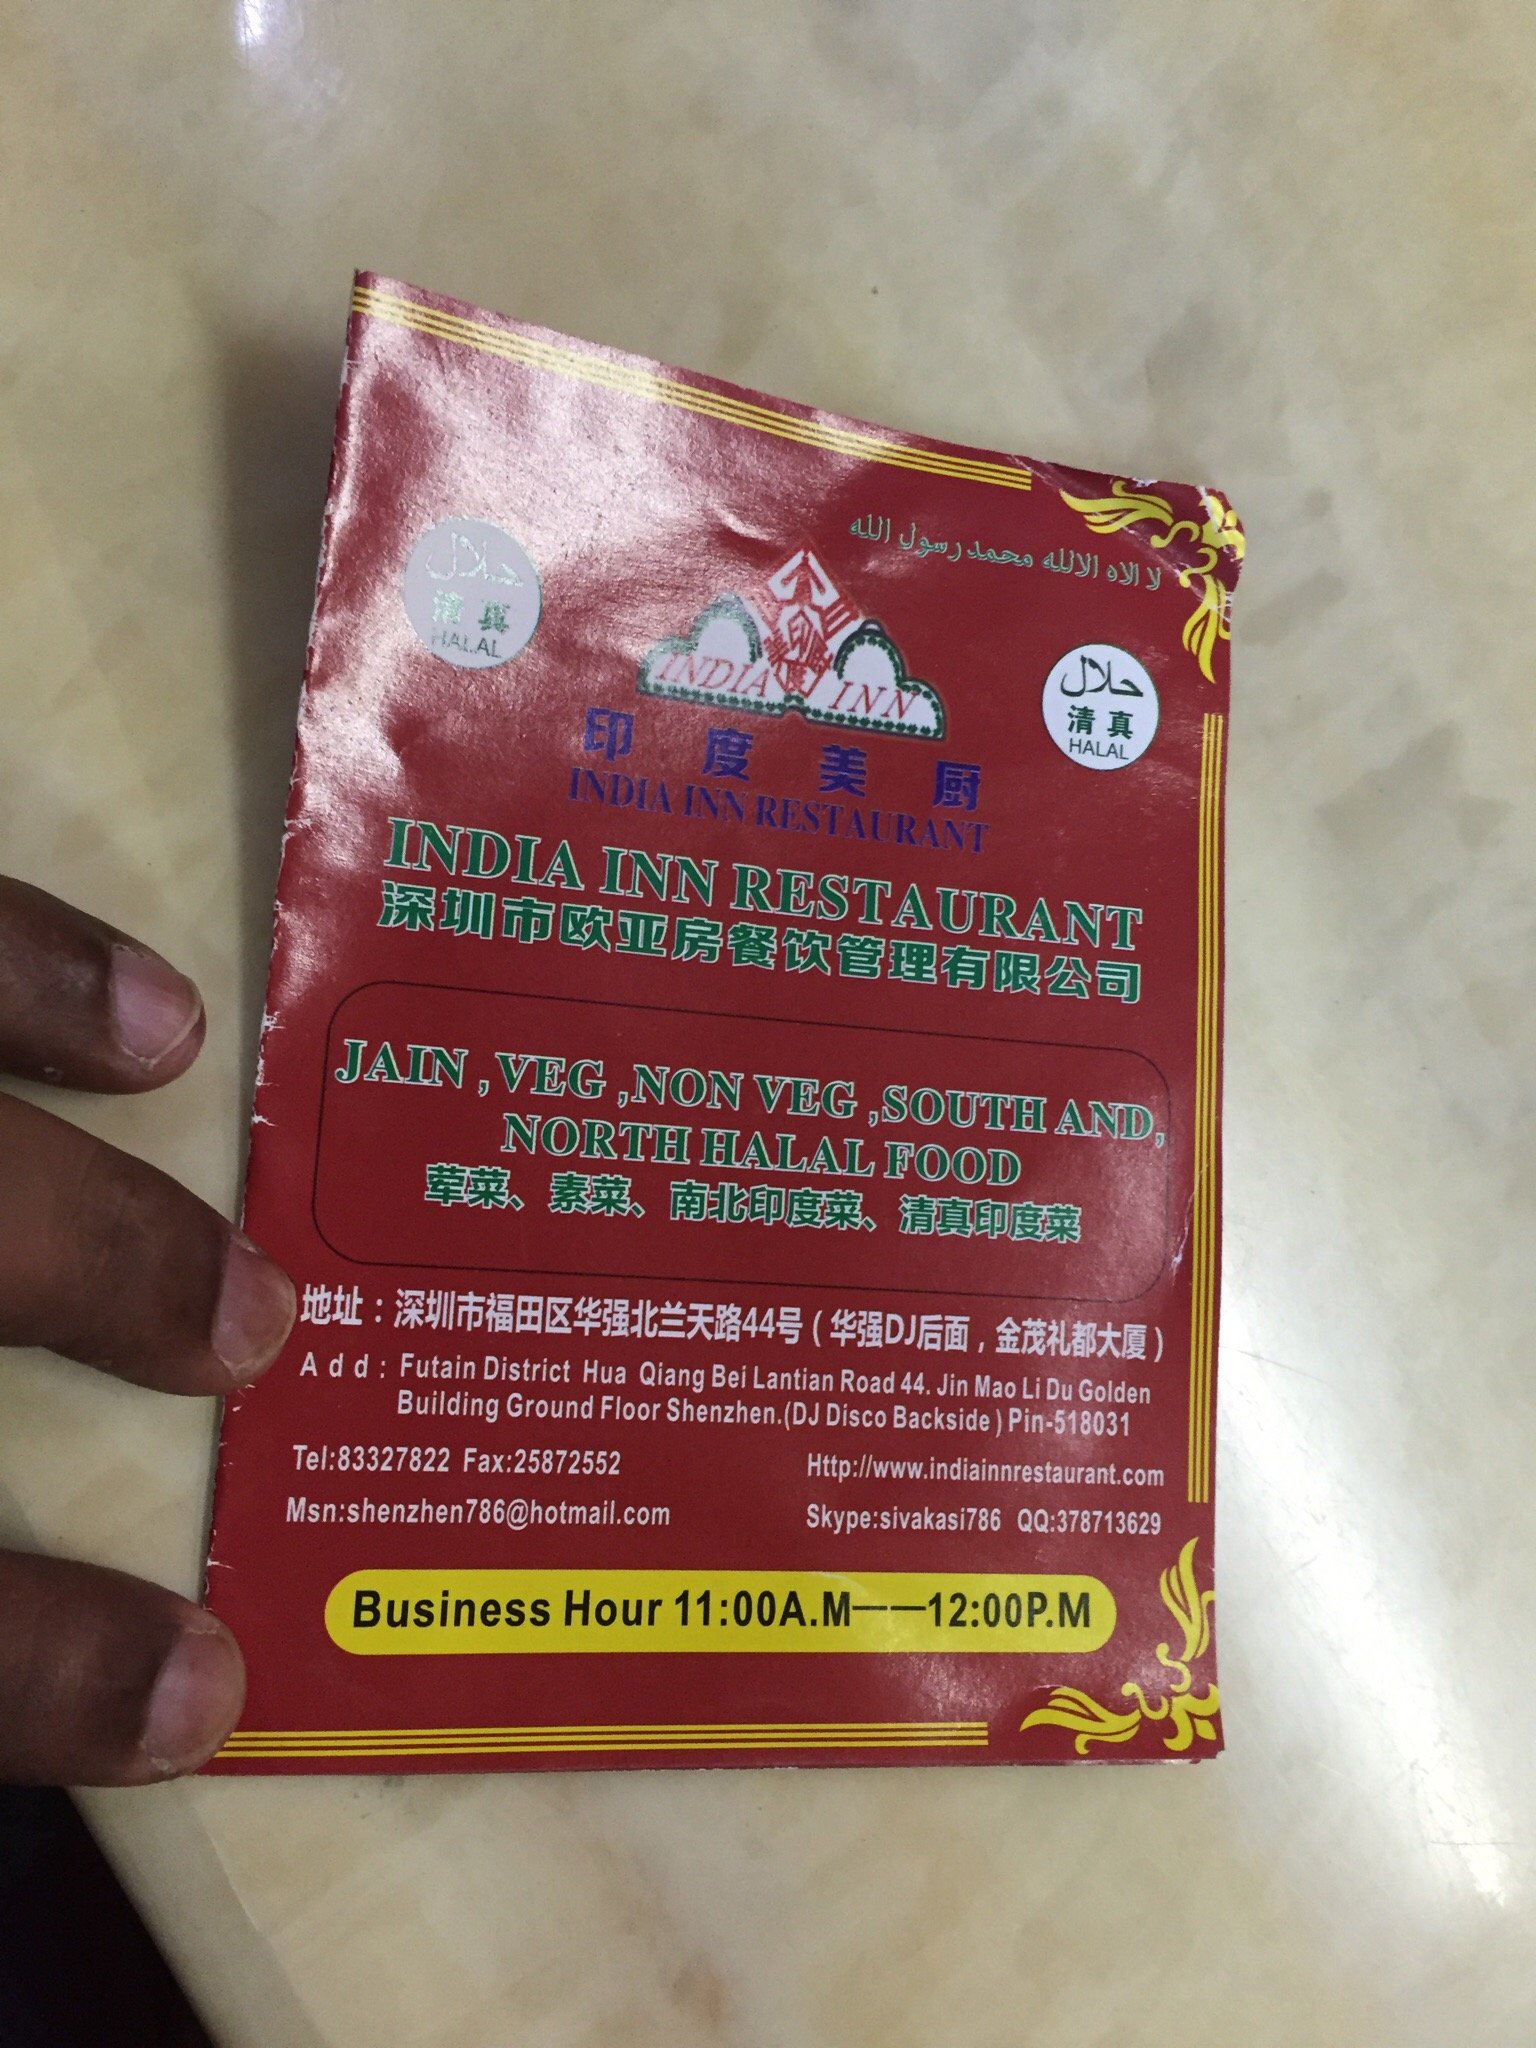 لا الاه الالله محمد رسول الله
حلال
清真
HALAL
INDIA INN
حلال
清真
HALAL
印度美厨
INDIA INN RESTAURANT
INDIA INN RESTAURANT
深圳市欧亚房餐饮管理有限公司
JAIN , VEG ,NON VEG ,SOUTH AND,
NORTH HALAL FOOD
荤菜、素菜、南北印度菜、清真印度菜
地址：深圳市福田区华强北兰天路44号（华强DJ后面，金茂礼都大厦）
Add: Futain District Hua Qiang Bei Lantian Road 44. Jin Mao Li Du Golden
Building Ground Floor Shenzhen.(DJ Disco Backside ) Pin-518031
Tel:83327822 Fax:25872552 Http://www.indiainnrestaurant.com
Msn:shenzhen786@hotmail.com Skype:sivakasi786 QQ:378713629
Business Hour 11:00A.M——12:00P.M